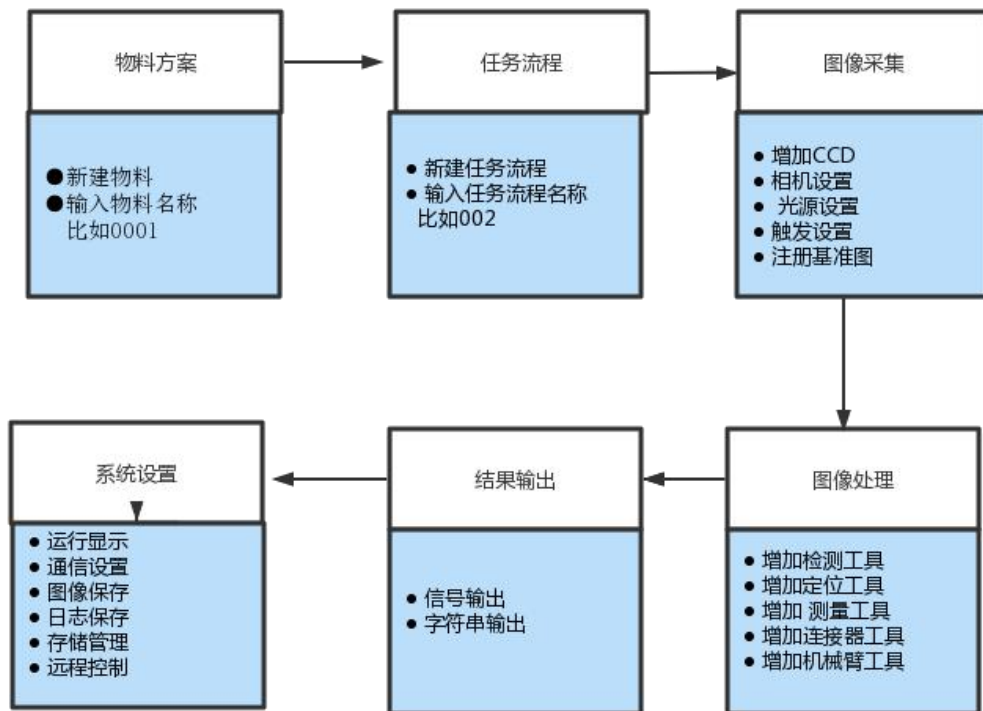 物料方案
●新建物料
●输入物料名称
比如0001
任务流程
● 新建任务流程
● 输入任务流程名称
比如002
图像采集
● 增加CCD
● 相机设置
● 光源设置
● 触发设置
● 注册基准图
图像处理
● 增加检测工具
● 增加定位工具
● 增加 测量工具
● 增加连接器工具
● 增加机械臂工具
结果输出
● 信号输出
● 字符串输出
系统设置
● 运行显示
● 通信设置
● 图像保存
● 日志保存
● 存储管理
● 远程控制